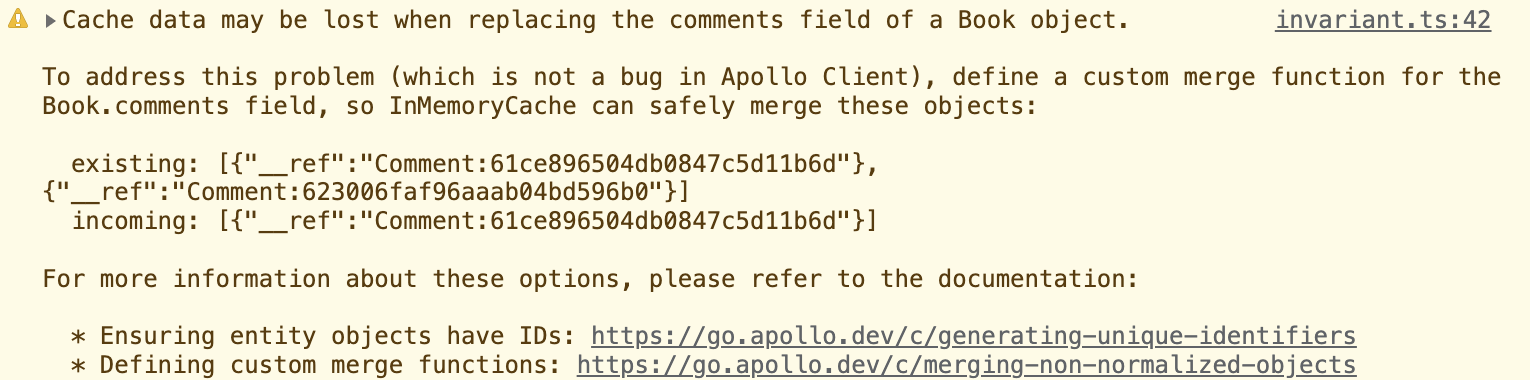 Cache data may be lost when replacing the comments field of a Book object. invariant.ts:42
To address this problem (which is not a bug in Apollo Client), define a custom merge function for the
Book.comments field, so InMemoryCache can safely merge these objects:
existing: [{"__ref":"Comment:61ce896504db0847c5d11b6d"},
{"__ref":"Comment:623006faf96aaab04bd596b0"}]
incoming: [{"__ref":"Comment:61ce896504db0847c5d11b6d"}]
For more information about these options, please refer to the documentation:
* Ensuring entity objects have IDs: https://go.apollo.dev/c/generating-unique-identifiers
* Defining custom merge functions: https://go.apollo.dev/c/merging-non-normalized-objects